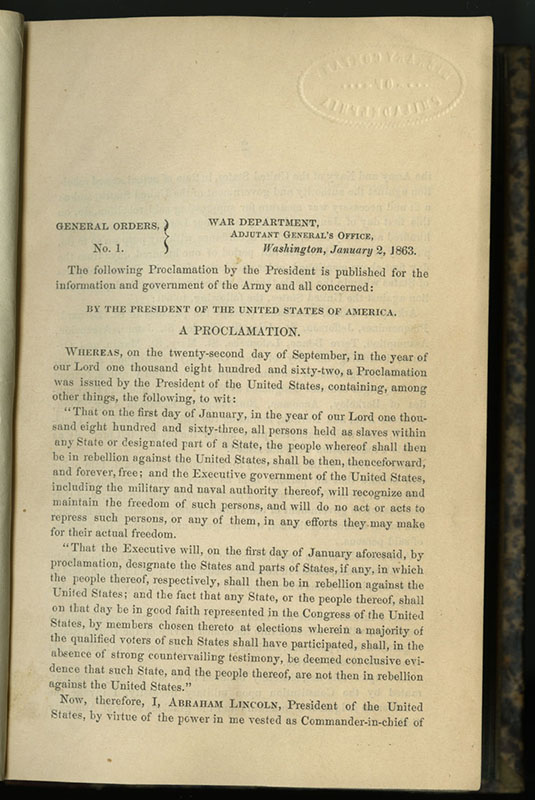 GENERAL ORDERS, No. 1.
WAR DEPARTMENT,
ADJUTANT GENERAL'S OFFICE,
Washington, January 2, 1863.
The following Proclamation by the President is published for the
information and government of the Army and all concerned:
BY THE PRESIDENT OF THE UNITED STATES OF AMERICA.
A PROCLAMATION.
WHEREAS, on the twenty-second day of September, in the year of
our Lord one thousand eight hundred and sixty-two, a Proclamation
was issued by the President of the United States, containing, among
other things, the following, to wit:
"That on the first day of January, in the year of our Lord one thou-
sand eight hundred and sixty-three, all persons held as slaves within
any State or designated part of a State, the people whereof shall then
be in rebellion against the United States, shall be then, thenceforward,
and forever, free; and the Executive government of the United States,
including the military and naval authority thereof, will recognize and
maintain the freedom of such persons, and will do no act or acts to
repress such persons, or any of them, in any efforts they may make
for their actual freedom.
"That the Executive will, on the first day of January aforesaid, by
proclamation, designate the States and parts of States, if any, in which
the people thereof, respectively, shall then be in rebellion against the
United States; and the fact that any State, or the people thereof, shall
on that day be in good faith represented in the Congress of the United
States, by members chosen thereto at elections wherein a majority of
the qualified voters of such States shall have participated, shall, in the
absence of strong countervailing testimony, be deemed conclusive evi-
dence that such State, and the people thereof, are not then in rebellion
against the United States."
Now, therefore, I, ABRAHAM LINCOLN, President of the United
States, by virtue of the power in me vested as Commander-in-chief of